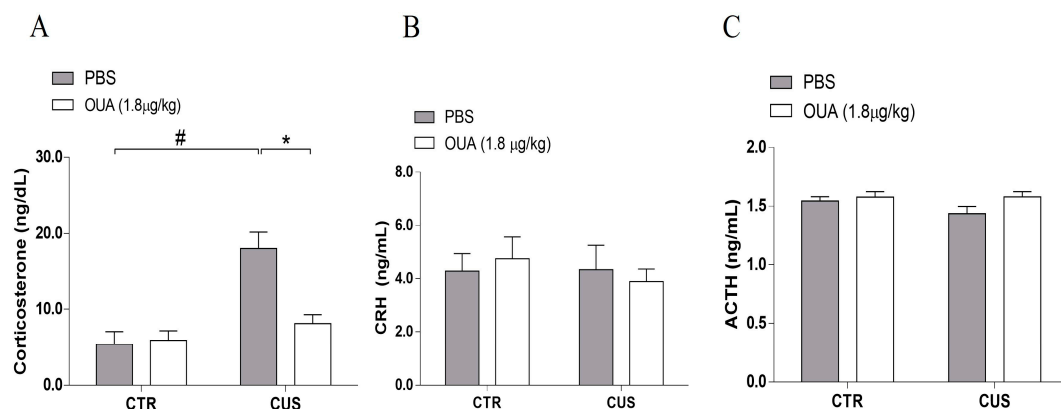 A
PBS
OUA (1.8μg/kg)
#
*
30.0
20.0
10.0
0.0
Corticosterone (ng/dL)
CTR
CUS
B
PBS
OUA (1.8 μg/kg)
8.0
6.0
4.0
2.0
0.0
CRH (ng/mL)
CTR
CUS
C
PBS
OUA (1.8μg/kg)
2.0
1.5
1.0
0.5
0.0
ACTH (ng/mL)
CTR
CUS